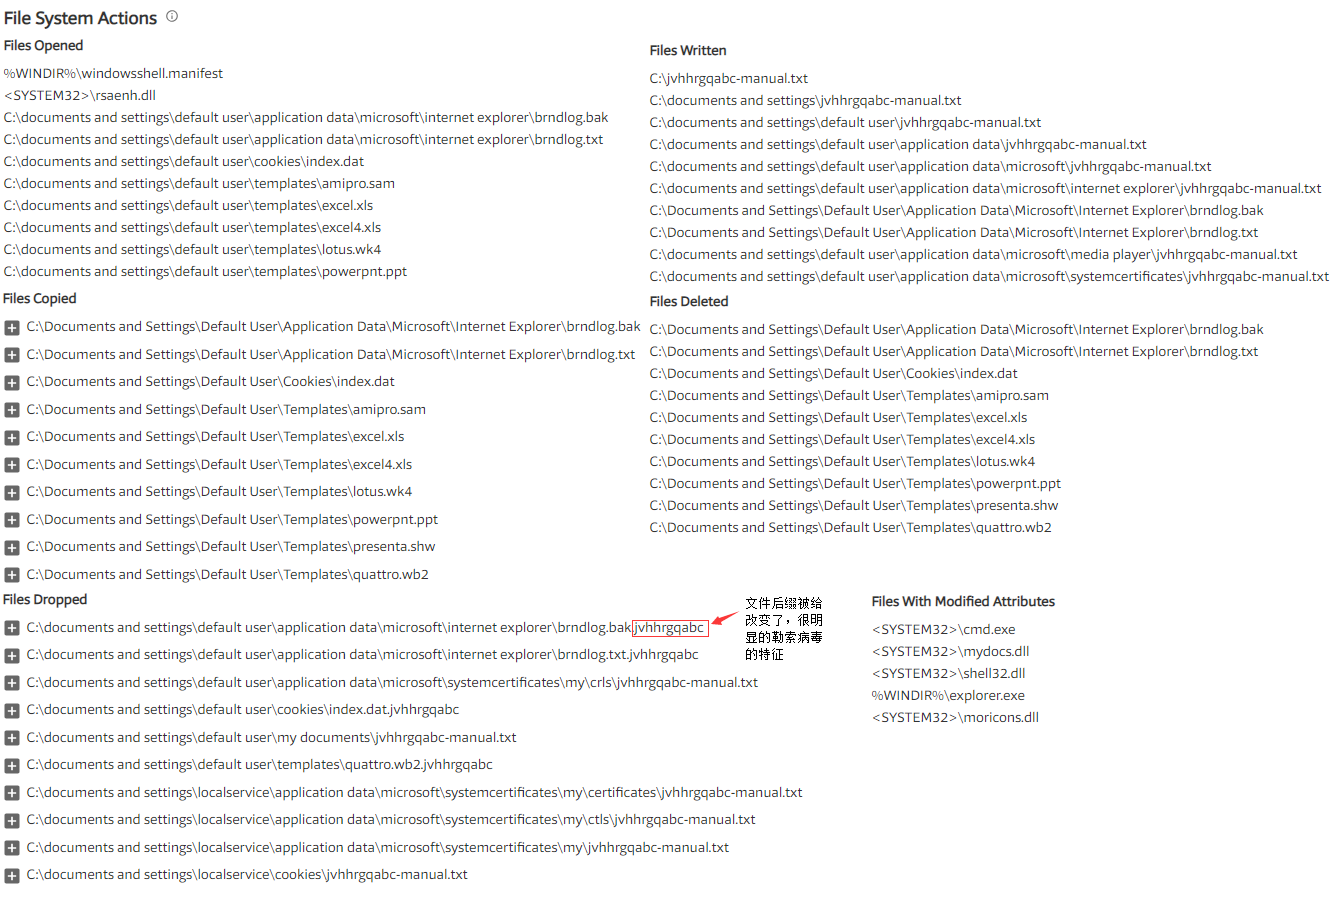 File System Actions
Files Opened
%WINDIR%\windowsshell.manifest
<SYSTEM32>\rsaenh.dll
C:\documents and settings\default user\application data\microsoft\internet explorer\brndlog.bak
C:\documents and settings\default user\application data\microsoft\internet explorer\brndlog.txt
C:\documents and settings\default user\cookies\index.dat
C:\documents and settings\default user\templates\amipro.sam
C:\documents and settings\default user\templates\excel.xls
C:\documents and settings\default user\templates\excel4.xls
C:\documents and settings\default user\templates\lotus.wk4
C:\documents and settings\default user\templates\powerpnt.ppt
Files Written
C:\jvhhrgqabc-manual.txt
C:\documents and settings\jvhhrgqabc-manual.txt
C:\documents and settings\default user\jvhhrgqabc-manual.txt
C:\documents and settings\default user\application data\jvhhrgqabc-manual.txt
C:\documents and settings\default user\application data\microsoft\jvhhrgqabc-manual.txt
C:\documents and settings\default user\application data\microsoft\internet explorer\jvhhrgqabc-manual.txt
C:\Documents and Settings\Default User\Application Data\Microsoft\Internet Explorer\brndlog.bak
C:\Documents and Settings\Default User\Application Data\Microsoft\Internet Explorer\brndlog.txt
C:\documents and settings\default user\application data\microsoft\media player\jvhhrgqabc-manual.txt
C:\documents and settings\default user\application data\microsoft\systemcertificates\jvhhrgqabc-manual.txt
Files Copied
C:\Documents and Settings\Default User\Application Data\Microsoft\Internet Explorer\brndlog.bak
C:\Documents and Settings\Default User\Application Data\Microsoft\Internet Explorer\brndlog.txt
C:\Documents and Settings\Default User\Cookies\index.dat
C:\Documents and Settings\Default User\Templates\amipro.sam
C:\Documents and Settings\Default User\Templates\excel.xls
C:\Documents and Settings\Default User\Templates\excel4.xls
C:\Documents and Settings\Default User\Templates\lotus.wk4
C:\Documents and Settings\Default User\Templates\powerpnt.ppt
C:\Documents and Settings\Default User\Templates\presenta.shw
C:\Documents and Settings\Default User\Templates\quattro.wb2
Files Deleted
C:\Documents and Settings\Default User\Application Data\Microsoft\Internet Explorer\brndlog.bak
C:\Documents and Settings\Default User\Application Data\Microsoft\Internet Explorer\brndlog.txt
C:\Documents and Settings\Default User\Cookies\index.dat
C:\Documents and Settings\Default User\Templates\amipro.sam
C:\Documents and Settings\Default User\Templates\excel.xls
C:\Documents and Settings\Default User\Templates\excel4.xls
C:\Documents and Settings\Default User\Templates\lotus.wk4
C:\Documents and Settings\Default User\Templates\powerpnt.ppt
C:\Documents and Settings\Default User\Templates\presenta.shw
C:\Documents and Settings\Default User\Templates\quattro.wb2
Files Dropped
C:\documents and settings\default user\application data\microsoft\internet explorer\brndlog.bak.jvhhrgqabc
C:\documents and settings\default user\application data\microsoft\internet explorer\brndlog.txt.jvhhrgqabc
C:\documents and settings\default user\application data\microsoft\systemcertificates\my\crls\jvhhrgqabc-manual.txt
C:\documents and settings\default user\cookies\index.dat.jvhhrgqabc
C:\documents and settings\default user\my documents\jvhhrgqabc-manual.txt
C:\documents and settings\default user\templates\quattro.wb2.jvhhrgqabc
C:\documents and settings\localservice\application data\microsoft\systemcertificates\my\certificates\jvhhrgqabc-manual.txt
C:\documents and settings\localservice\application data\microsoft\systemcertificates\my\ctls\jvhhrgqabc-manual.txt
C:\documents and settings\localservice\application data\microsoft\systemcertificates\my\jvhhrgqabc-manual.txt
C:\documents and settings\localservice\cookies\jvhhrgqabc-manual.txt
文件后缀被给
改变了，很明
显的勒索病毒
的特征
Files With Modified Attributes
<SYSTEM32>\cmd.exe
<SYSTEM32>\mydocs.dll
<SYSTEM32>\shell32.dll
%WINDIR%\explorer.exe
<SYSTEM32>\moricons.dll